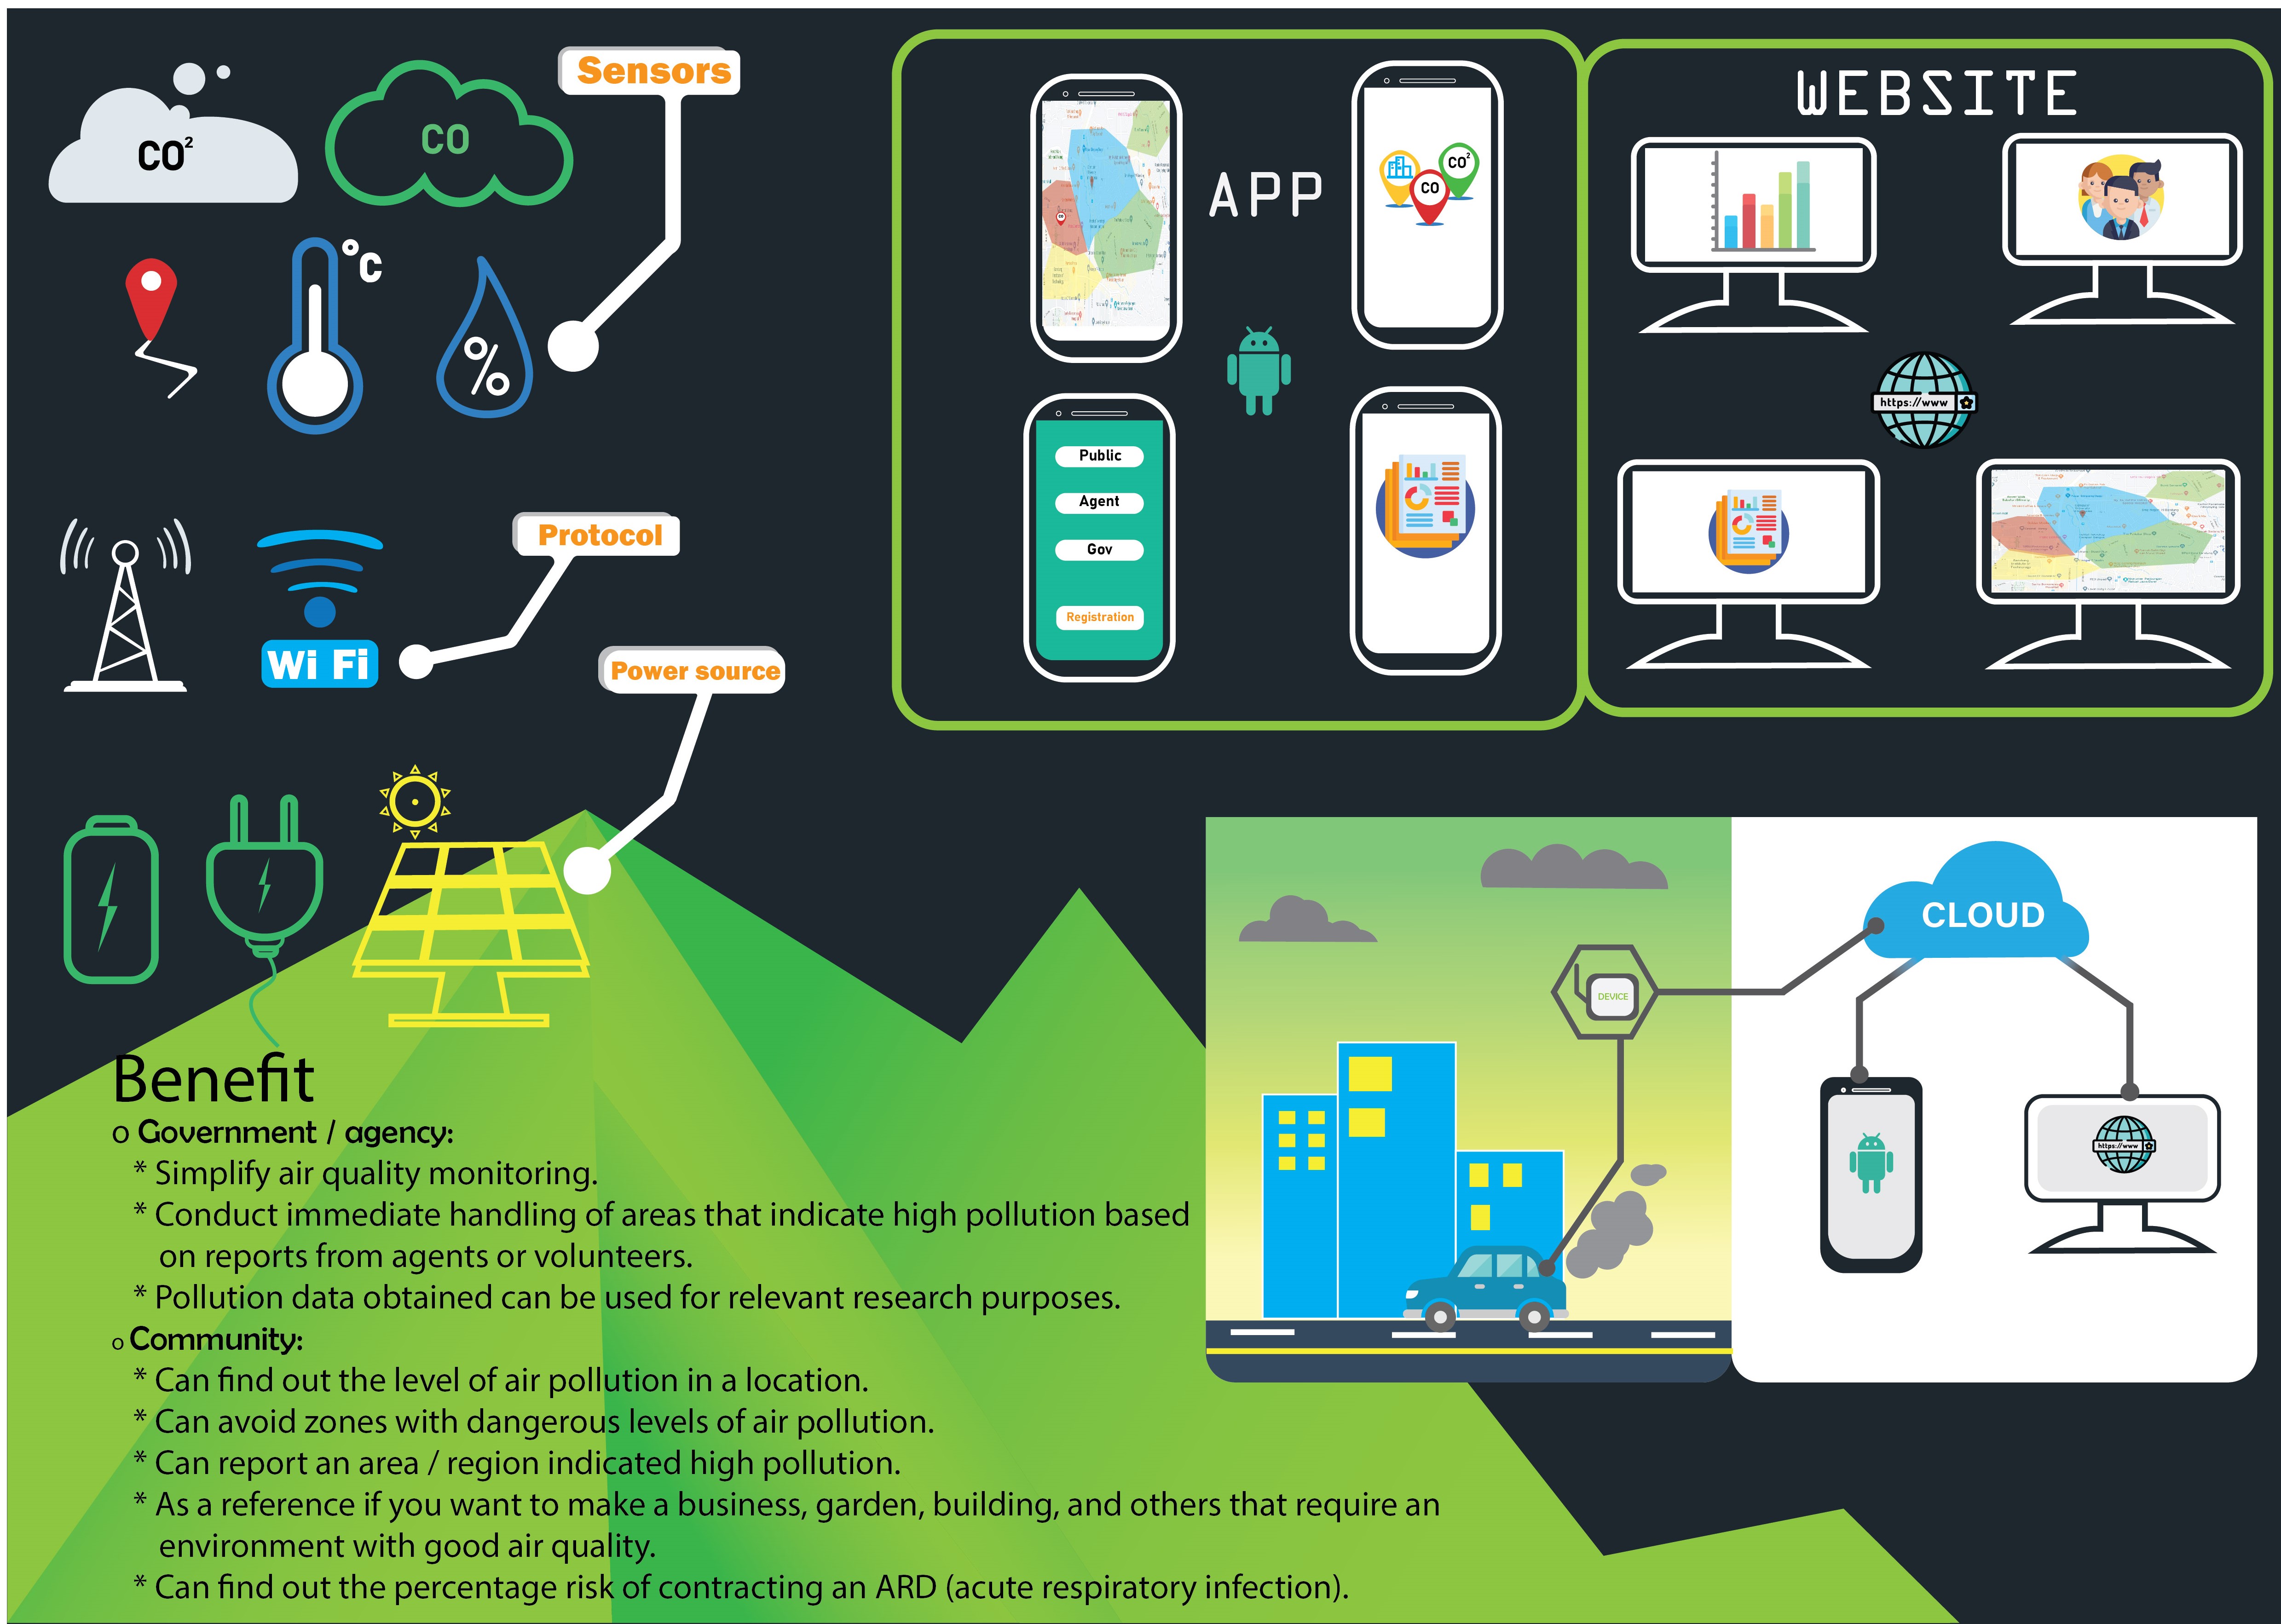 Sensors
CO²
CO
°C
%
Protocol
Wi Fi
Power source
APP
CO²
CO
Public
Agent
Gov
Registration
WEBSITE
https://www
CLOUD
DEVICE
https://www
Benefit
o Government / agency:
* Simplify air quality monitoring.
* Conduct immediate handling of areas that indicate high pollution based
on reports from agents or volunteers.
* Pollution data obtained can be used for relevant research purposes.
o Community:
* Can find out the level of air pollution in a location.
* Can avoid zones with dangerous levels of air pollution.
* Can report an area / region indicated high pollution.
* As a reference if you want to make a business, garden, building, and others that require an
environment with good air quality.
* Can find out the percentage risk of contracting an ARD (acute respiratory infection).